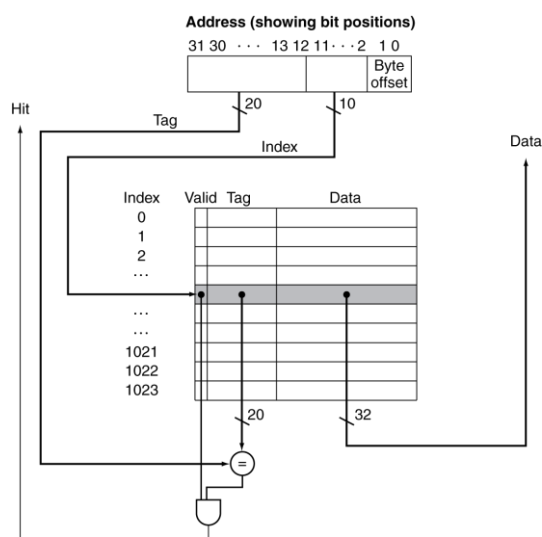 Address (showing bit positions)
31 30 · · · 13 12 11 · · · 2 1 0
Byte
offset
20
10
Hit
Tag
Index
Data
Index Valid Tag Data
0
1
2
...
...
...
1021
1022
1023
20
32
=